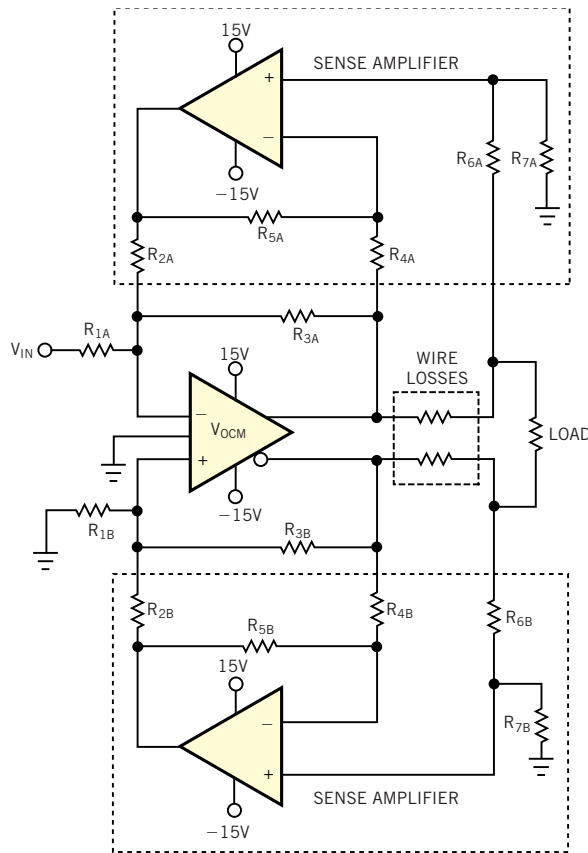 15V
SENSE AMPLIFIER
+
−
R6A
R7A
−15V
R5A
R2A
R4A
R1A
R3A
VIN
15V
WIRE
LOSSES
−
VOCM
LOAD
+
−15V
R1B
R3B
R2B
R4B
R6B
R5B
15V
−
R7B
+
SENSE AMPLIFIER
−15V